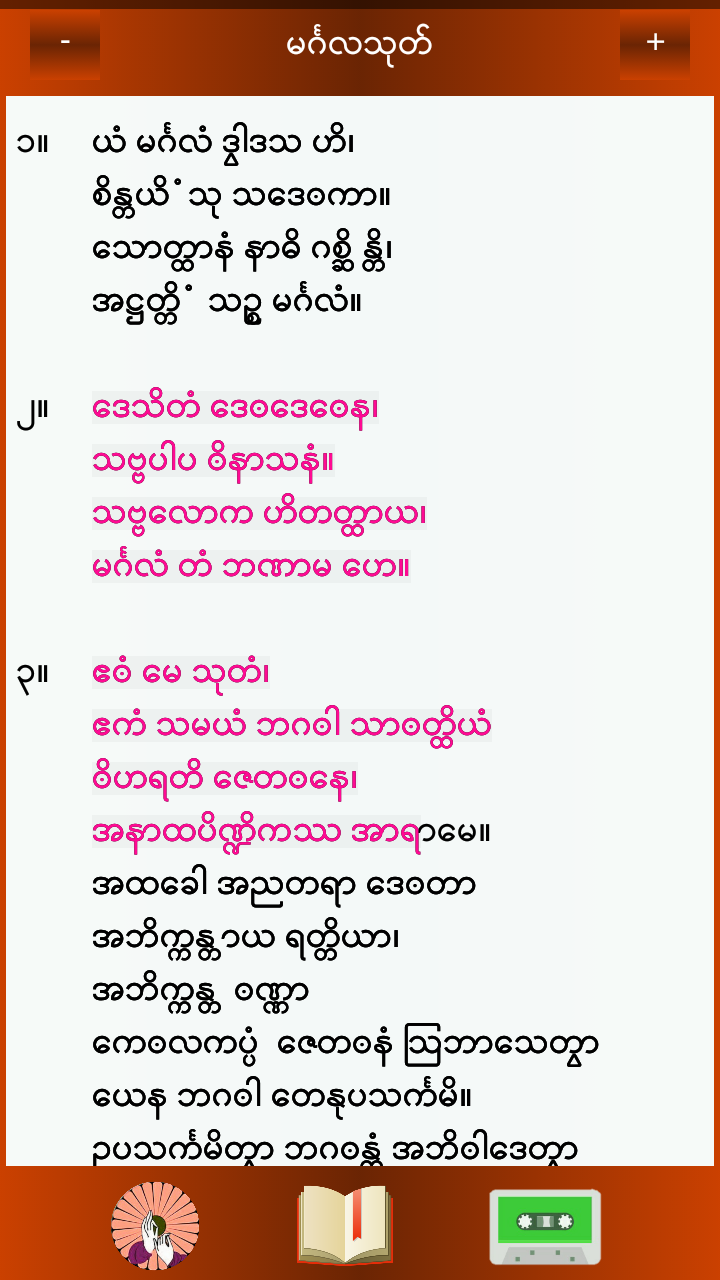 -
မင်္ဂလသုတ်
+
၁။ ယံ မင်္ဂလံ ဒွါဒသ ဟိ၊
စိန္တယိံသု သဒေဝကာ။
သောတ္ထာနံ နာဓိ ဂစ္ဆိ န္တိ၊
အဋ္ဌတ္တိံ သဉ္စ မင်္ဂလံ။
၂။ ဒေသိတံ ဒေဝဒေဝေန၊
သဗ္ဗပါပ ဝိနာသနံ။
သဗ္ဗလောက ဟိတတ္ထာယ၊
မင်္ဂလံ တံ ဘဏာမ ဟေ။
၃။ ဧဝံ မေ သုတံ၊
ဧကံ သမယံ ဘဂဝါ သာဝတ္ထိယံ
ဝိဟရတိ ဇေတဝနေ၊
အနာထပိဏ္ဍိကဿ အာရာမေ။
အထခေါ အညတရာ ဒေဝတာ
အဘိက္ကန္တာယ ရတ္တိယာ၊
အဘိက္ကန္တ ဝဏ္ဏာ
ကေဝလကပ္ပံ ဇေတဝနံ ဩဘာသေတွာ
ယေန ဘဂဝါ တေနုပသင်္ကမိ။
ဥပသင်္ကမိတွာ ဘဂဝန္တံ အဘိဝါဒေတွာ